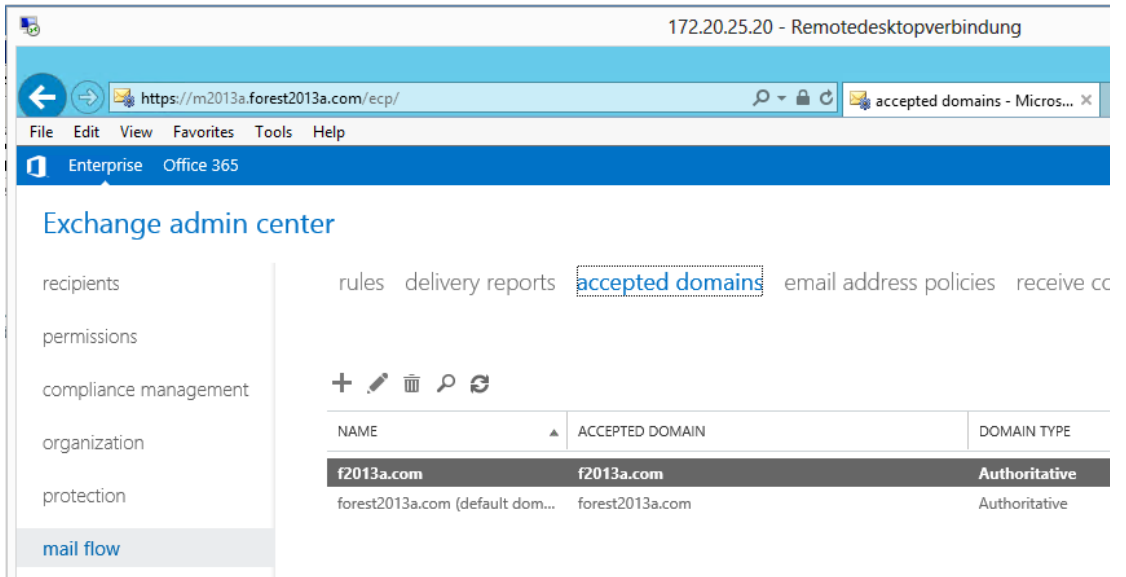 172.20.25.20 - Remotedesktopverbindung
https://m2013a.forest2013a.com/ecp/
accepted domains - Micros...
File Edit View Favorites Tools Help
Enterprise Office 365
Exchange admin center
recipients
permissions
compliance management
organization
protection
mail flow
rules delivery reports accepted domains email address policies receive co
NAME ACCEPTED DOMAIN DOMAIN TYPE
f2013a.com f2013a.com Authoritative
forest2013a.com (default dom... forest2013a.com Authoritative